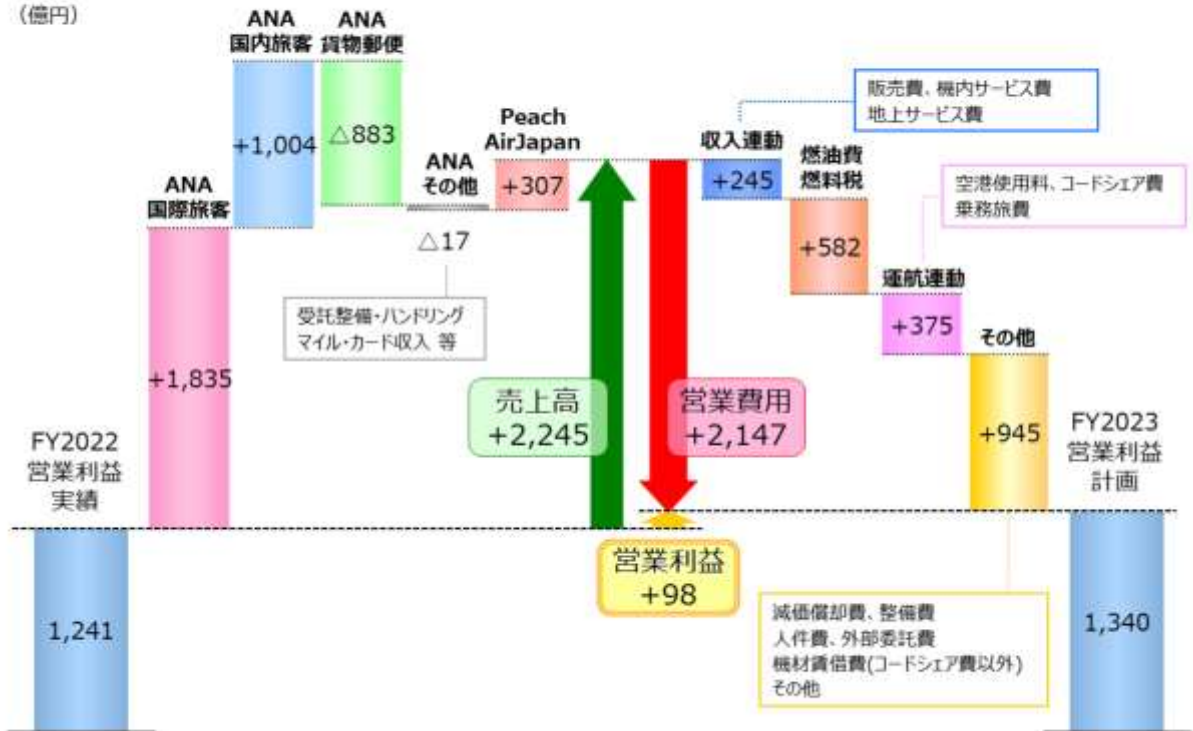 （億円）
ANA
国内旅客
+1,004
ANA
貨物郵便
△883
ANA
国際旅客
+1,835
ANA
その他
△17
受託整備・ハンドリング
マイル・カード収入 等
Peach
AirJapan
+307
収入連動
+245
販売費、機内サービス費
地上サービス費
燃油費
燃料税
+582
空港使用料、コードシェア費
乗務旅費
運航連動
+375
その他
+945
売上高
+2,245
営業費用
+2,147
営業利益
+98
FY2022
営業利益
実績
1,241
減価償却費、整備費
人件費、外部委託費
機材賃借費(コードシェア費以外)
その他
FY2023
営業利益
計画
1,340